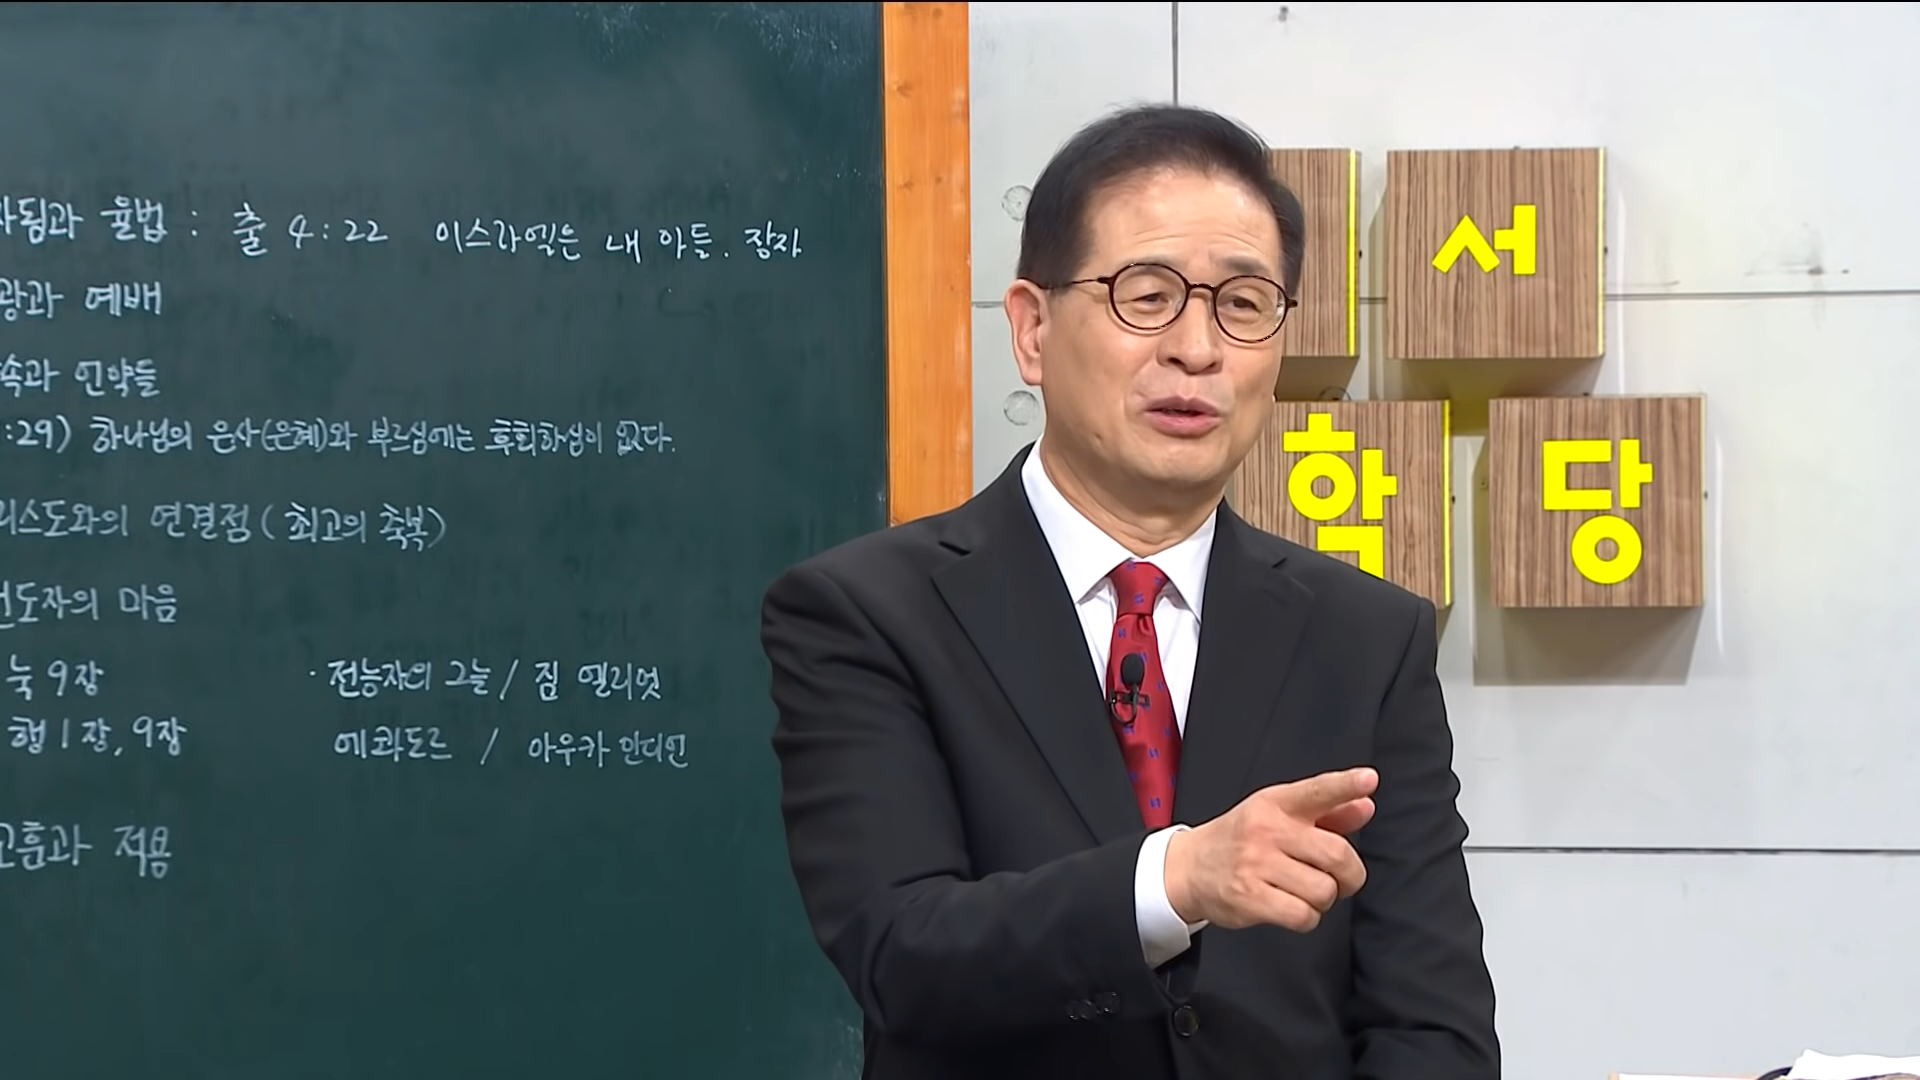 자됨과 율법 : 출 4:22 이스라엘은 내 아들. 장자
광과 예배
속과 언약들
:29) 하나님의 은사(은혜)와 부르심에는 후회하심이 없다.
리스도와의 연결점 (최고의 축복)
전도자의 마음
눅 9장 · 전능자의 그늘 / 짐 엘리엇
행 1장, 9장 에콰도르 / 아우카 인디언
교훈과 적용
서
학당